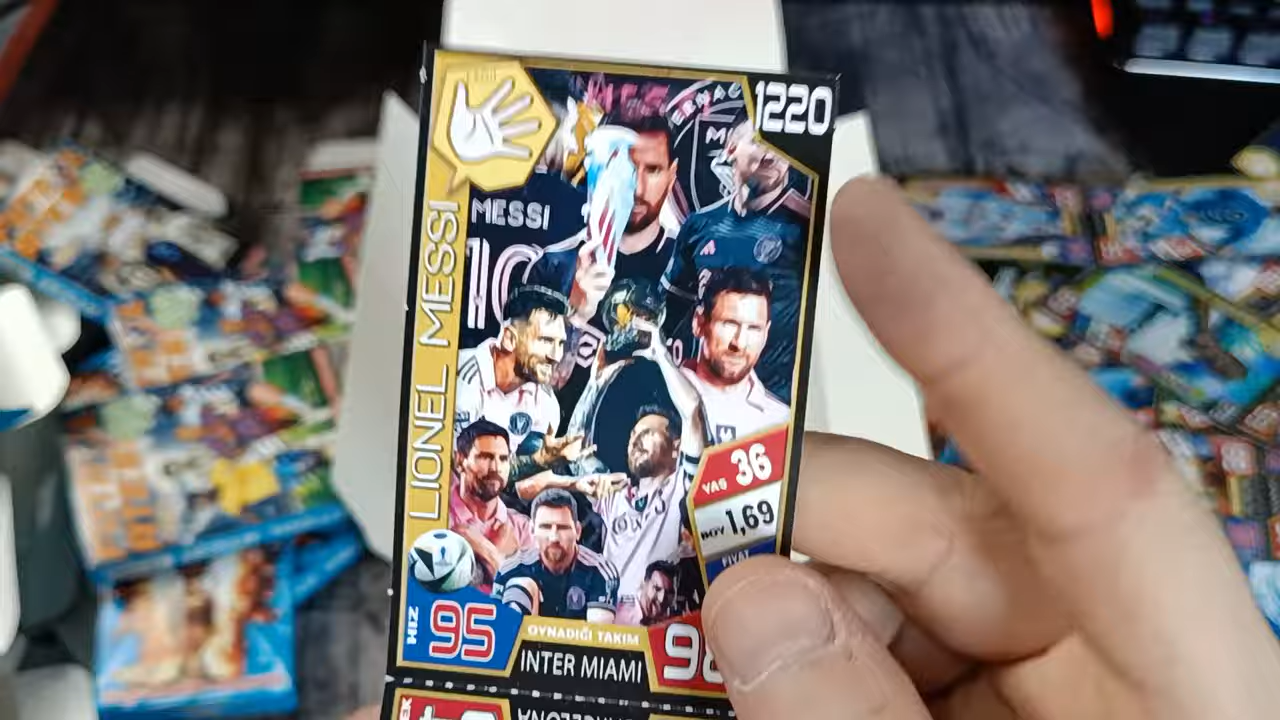 1220
LIONEL MESSI
MESSI
10
YAŞ 36
BOY 1,69
FİYAT
HIZ 95
OYNADIĞI TAKIM
INTER MIAMI